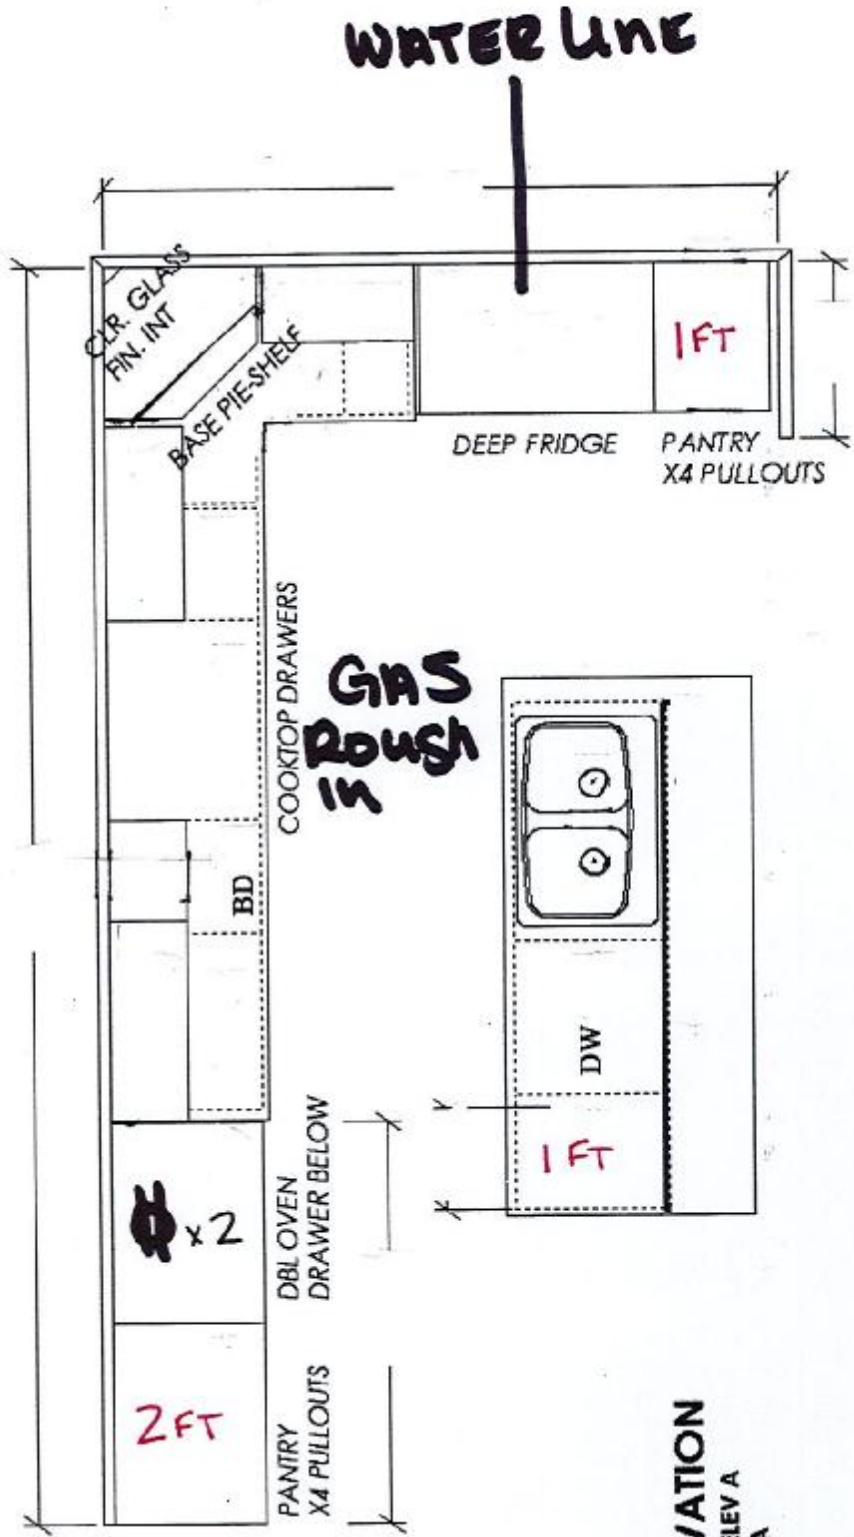 WATER LINE
CLR. GLASS
FIN. INT
BASE PIE-SHELF
1FT
DEEP FRIDGE
PANTRY
X4 PULLOUTS
COOKTOP DRAWERS
GAS
Rough
in
BD
DW
1 FT
x2
DBL OVEN
DRAWER BELOW
2FT
PANTRY
X4 PULLOUTS